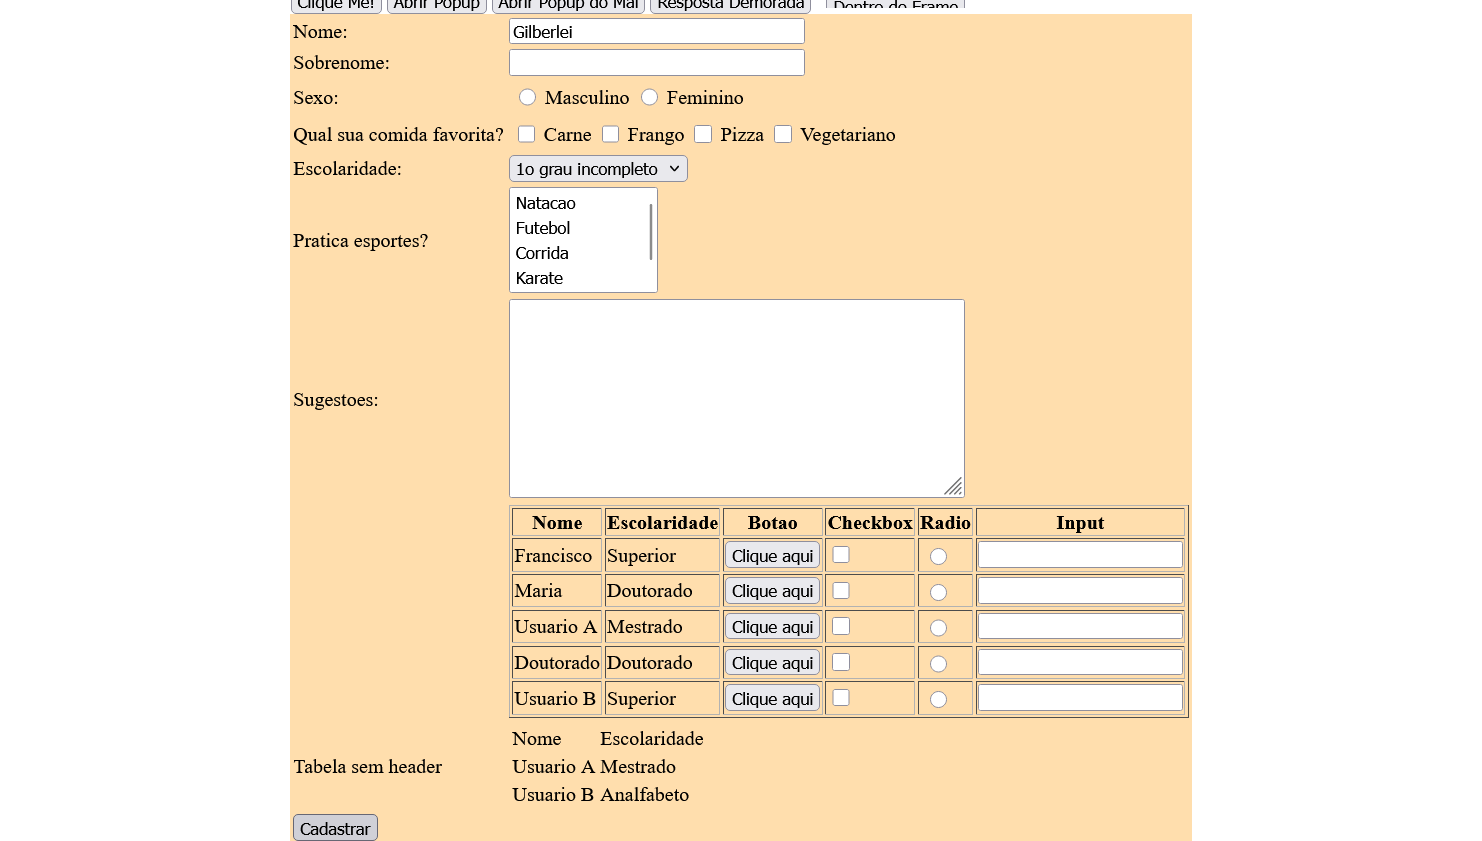 Clique Me! Abrir Popup Abrir Popup do Mal Resposta Demorada Dentro do Frame
Nome: Gilberlei
Sobrenome:
Sexo: Masculino Feminino
Qual sua comida favorita? Carne Frango Pizza Vegetariano
Escolaridade: 1o grau incompleto
Natacao
Futebol
Pratica esportes?
Corrida
Karate
Sugestoes:
Nome Escolaridade Botao Checkbox Radio Input
Francisco Superior Clique aqui
Maria Doutorado Clique aqui
Usuario A Mestrado Clique aqui
Doutorado Doutorado Clique aqui
Usuario B Superior Clique aqui
Nome Escolaridade
Tabela sem header Usuario A Mestrado
Usuario B Analfabeto
Cadastrar